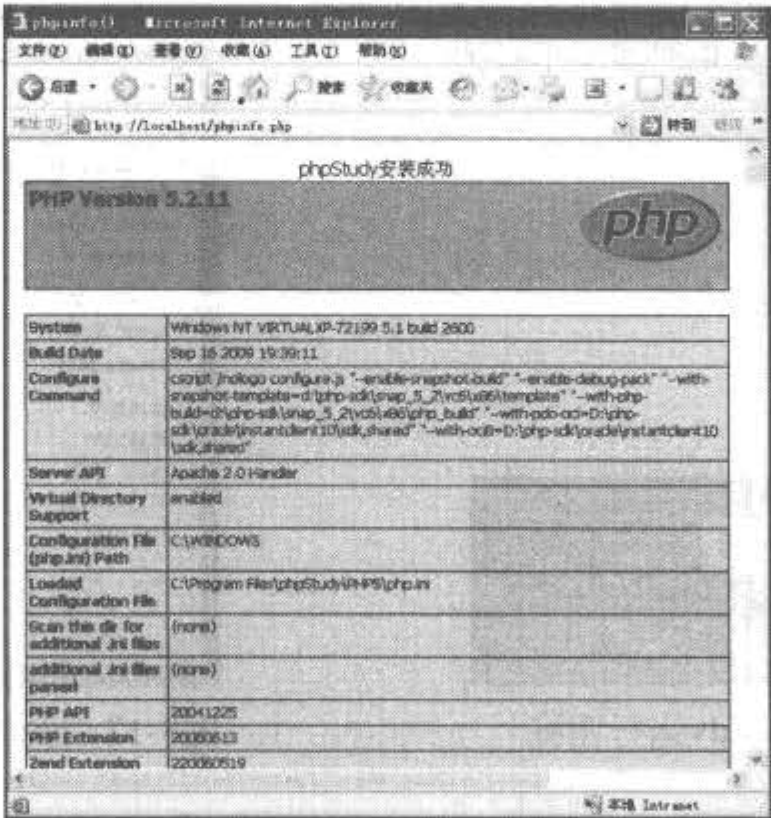 phpinfo() - Microsoft Internet Explorer
文件(F) 编辑(E) 查看(V) 收藏(A) 工具(T) 帮助(H)
后退 搜索 收藏夹
地址(D) http://localhost/phpinfo.php 转到 链接 »
phpStudy安装成功
PHP Version 5.2.11
php
System Windows NT VIRTUALXP-72199 5.1 build 2600
Build Date Sep 16 2009 19:39:11
Configure cscript /nologo configure.js "--enable-snapshot-build" "--enable-debug-pack" "--with-
Command snapshot-template=d:\php-sdk\snap_5_2\vc6\x86\template" "--with-php-
build=d:\php-sdk\snap_5_2\vc6\x86\php_build" "--with-pdo-oci=D:\php-
sdk\oracle\instantclient10\sdk,shared" "--with-oci8=D:\php-sdk\oracle\instantclient10
\sdk,shared"
Server API Apache 2.0 Handler
Virtual Directory enabled
Support
Configuration File C:\WINDOWS
(php.ini) Path
Loaded C:\Program Files\phpStudy\PHP5\php.ini
Configuration File
Scan this dir for (none)
additional .ini files
additional .ini files (none)
parsed
PHP API 20041225
PHP Extension 20060613
Zend Extension 220060519
本地 Intranet